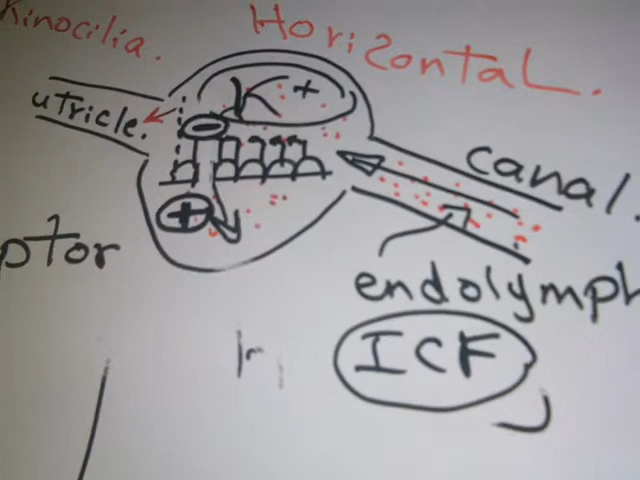 Kinocilia.
Horizontal.
utricle.
K+
−
+
canal.
ptor
endolymph
ICF